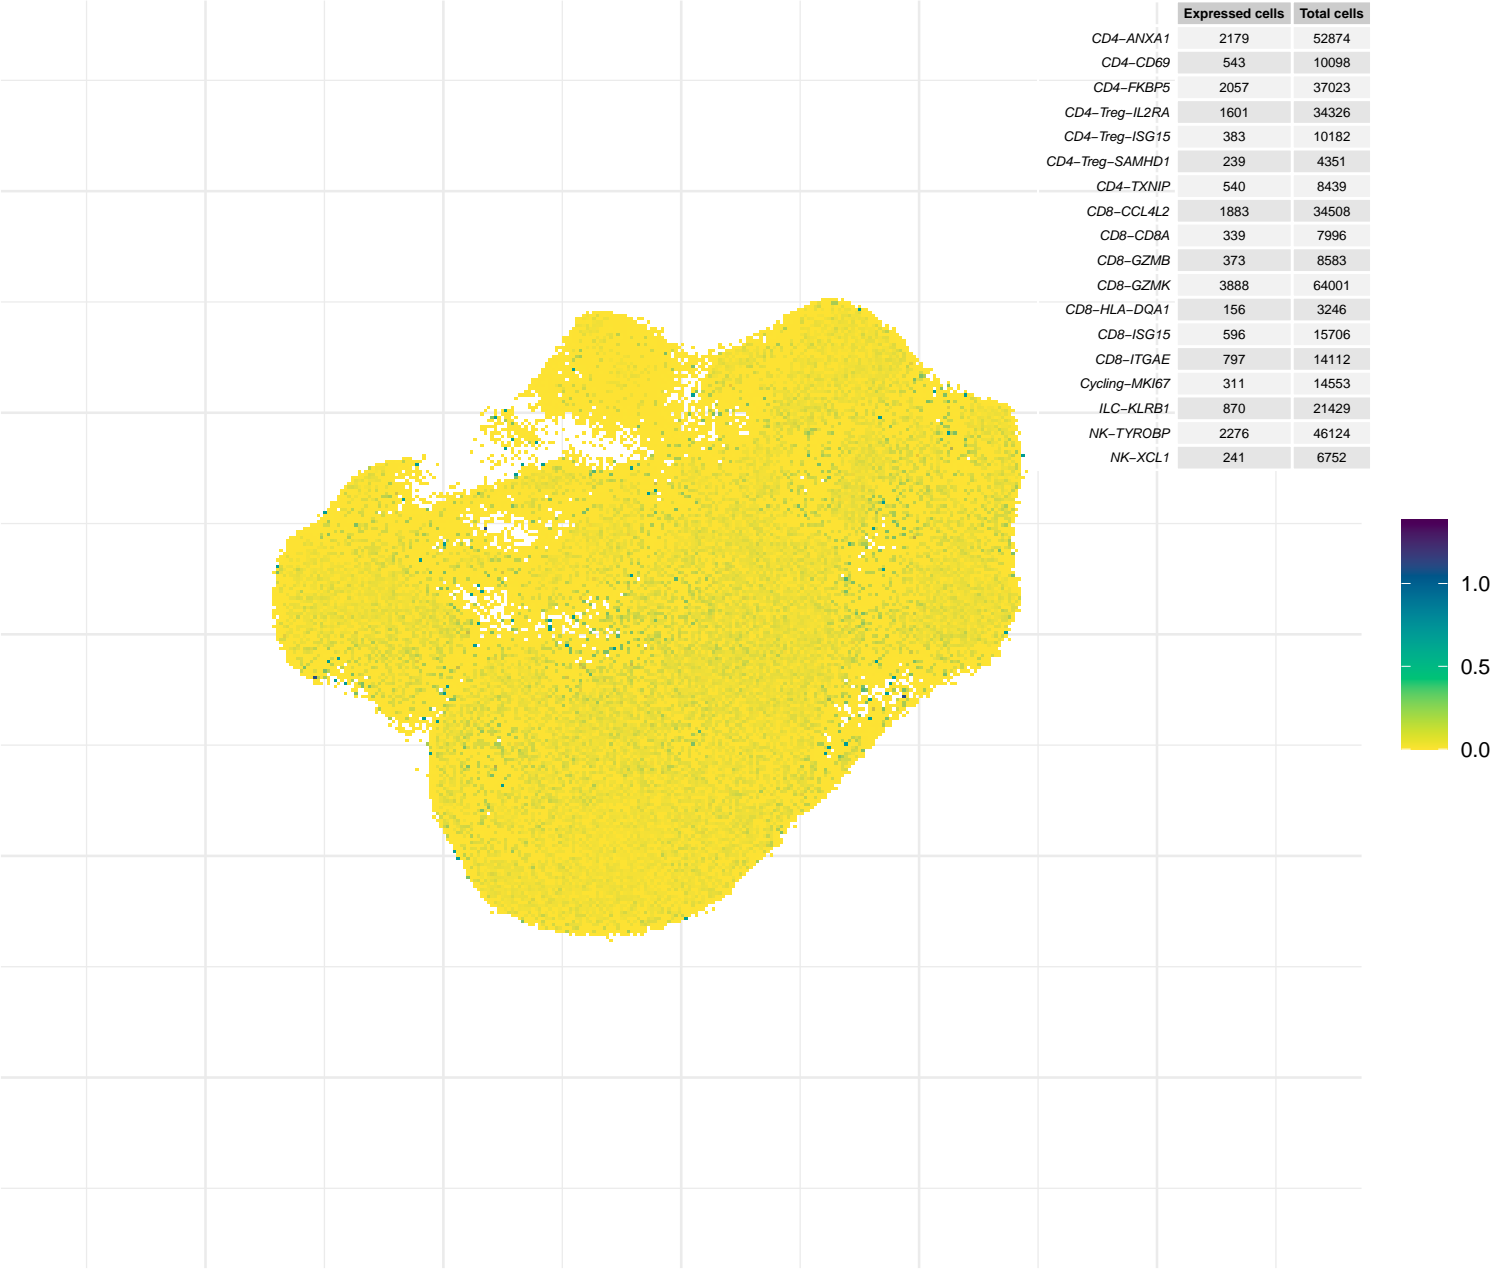 Expressed cells Total cells
CD4−ANXA1 2179 52874
CD4−CD69 543 10098
CD4−FKBP5 2057 37023
CD4−Treg−IL2RA 1601 34326
CD4−Treg−ISG15 383 10182
CD4−Treg−SAMHD1 239 4351
CD4−TXNIP 540 8439
CD8−CCL4L2 1883 34508
CD8−CD8A 339 7996
CD8−GZMB 373 8583
CD8−GZMK 3888 64001
CD8−HLA−DQA1 156 3246
CD8−ISG15 596 15706
CD8−ITGAE 797 14112
Cycling−MKI67 311 14553
ILC−KLRB1 870 21429
NK−TYROBP 2276 46124
NK−XCL1 241 6752
1.0
0.5
0.0